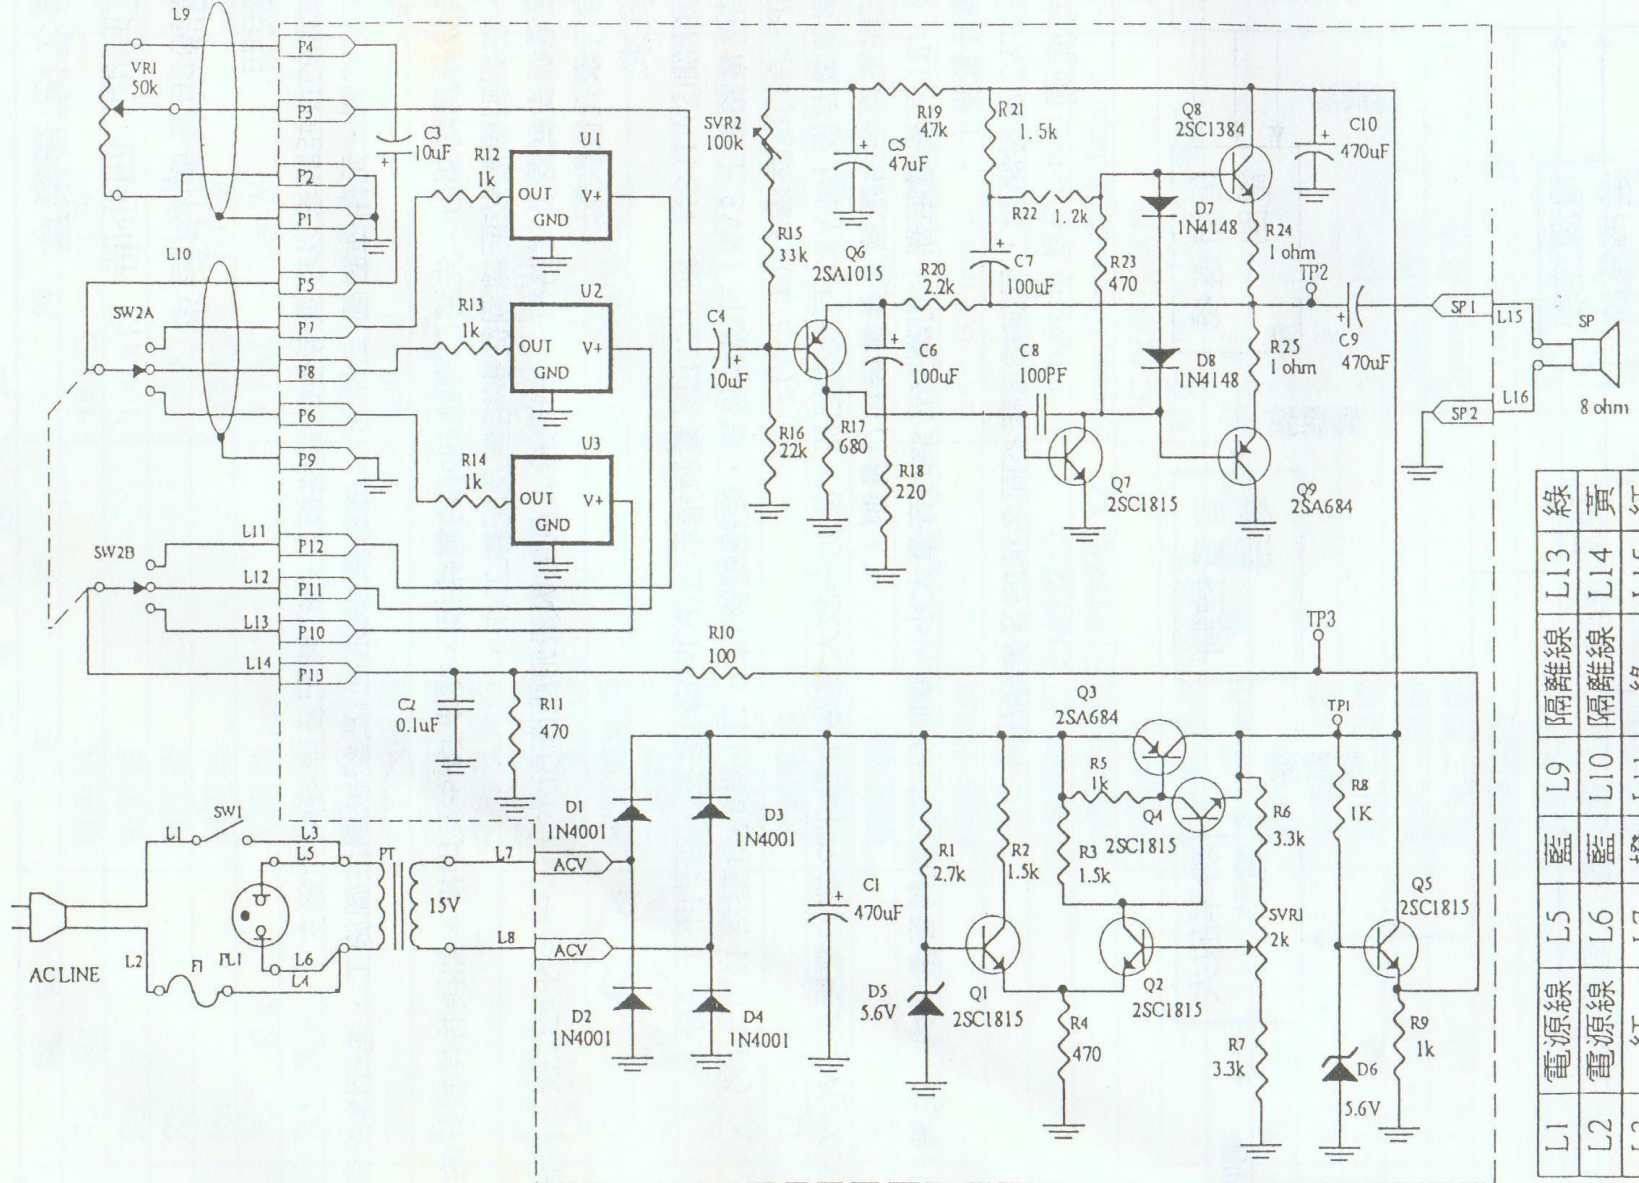 L9
P4
VR1
50k
P3
P2
P1
C3
10uF
R12
1k
U1
OUT
V+
GND
L10
P5
SW2A
P7
P8
P6
P9
R13
1k
U2
OUT
V+
GND
R14
1k
U3
OUT
V+
GND
C4
10uF
SVR2
100k
R15
33k
R16
22k
C5
47uF
R19
4.7k
R21
1.5k
R22
1.2k
Q6
2SA1015
R20
2.2k
C7
100uF
R23
470
C6
100uF
C8
100PF
R17
680
R18
220
Q7
2SC1815
Q8
2SC1384
D7
1N4148
D8
1N4148
R24
1 ohm
TP2
R25
1 ohm
Q9
2SA684
C10
470uF
C9
470uF
SP1
L15
SP
SP2
L16
8 ohm
SW2B
L11
P12
L12
P11
L13
P10
L14
P13
C2
0.1uF
R11
470
R10
100
TP3
TP1
Q3
2SA684
R5
1k
Q4
2SC1815
R6
3.3k
R8
1K
D1
1N4001
D3
1N4001
R1
2.7k
R2
1.5k
R3
1.5k
C1
470uF
SVR1
2k
Q5
2SC1815
SW1
L1
L3
L5
PT
L7
ACV
15V
L8
ACV
AC LINE
L2
F1
PL1
L6
L4
D2
1N4001
D4
1N4001
D5
5.6V
Q1
2SC1815
Q2
2SC1815
R4
470
R7
3.3k
D6
5.6V
R9
1k
L1 電源線 L5 藍 L9 隔離線 L13 綠
L2 電源線 L6 藍 L10 隔離線 L14 黃